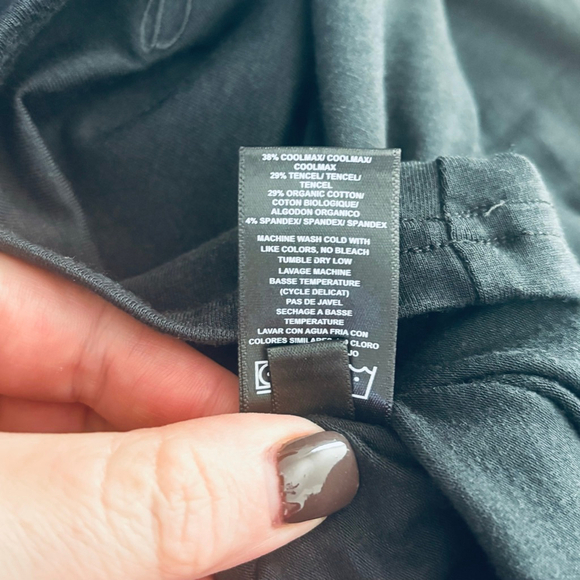 38% COOLMAX/ COOLMAX/
COOLMAX
29% TENCEL/ TENCEL/
TENCEL
29% ORGANIC COTTON/
COTON BIOLOGIQUE/
ALGODON ORGANICO
4% SPANDEX/ SPANDEX/ SPANDEX
MACHINE WASH COLD WITH
LIKE COLORS, NO BLEACH
TUMBLE DRY LOW
LAVAGE MACHINE
BASSE TEMPERATURE
(CYCLE DELICAT)
PAS DE JAVEL
SECHAGE A BASSE
TEMPERATURE
LAVAR CON AGUA FRIA CON
COLORES SIMILARES CLORO
JO